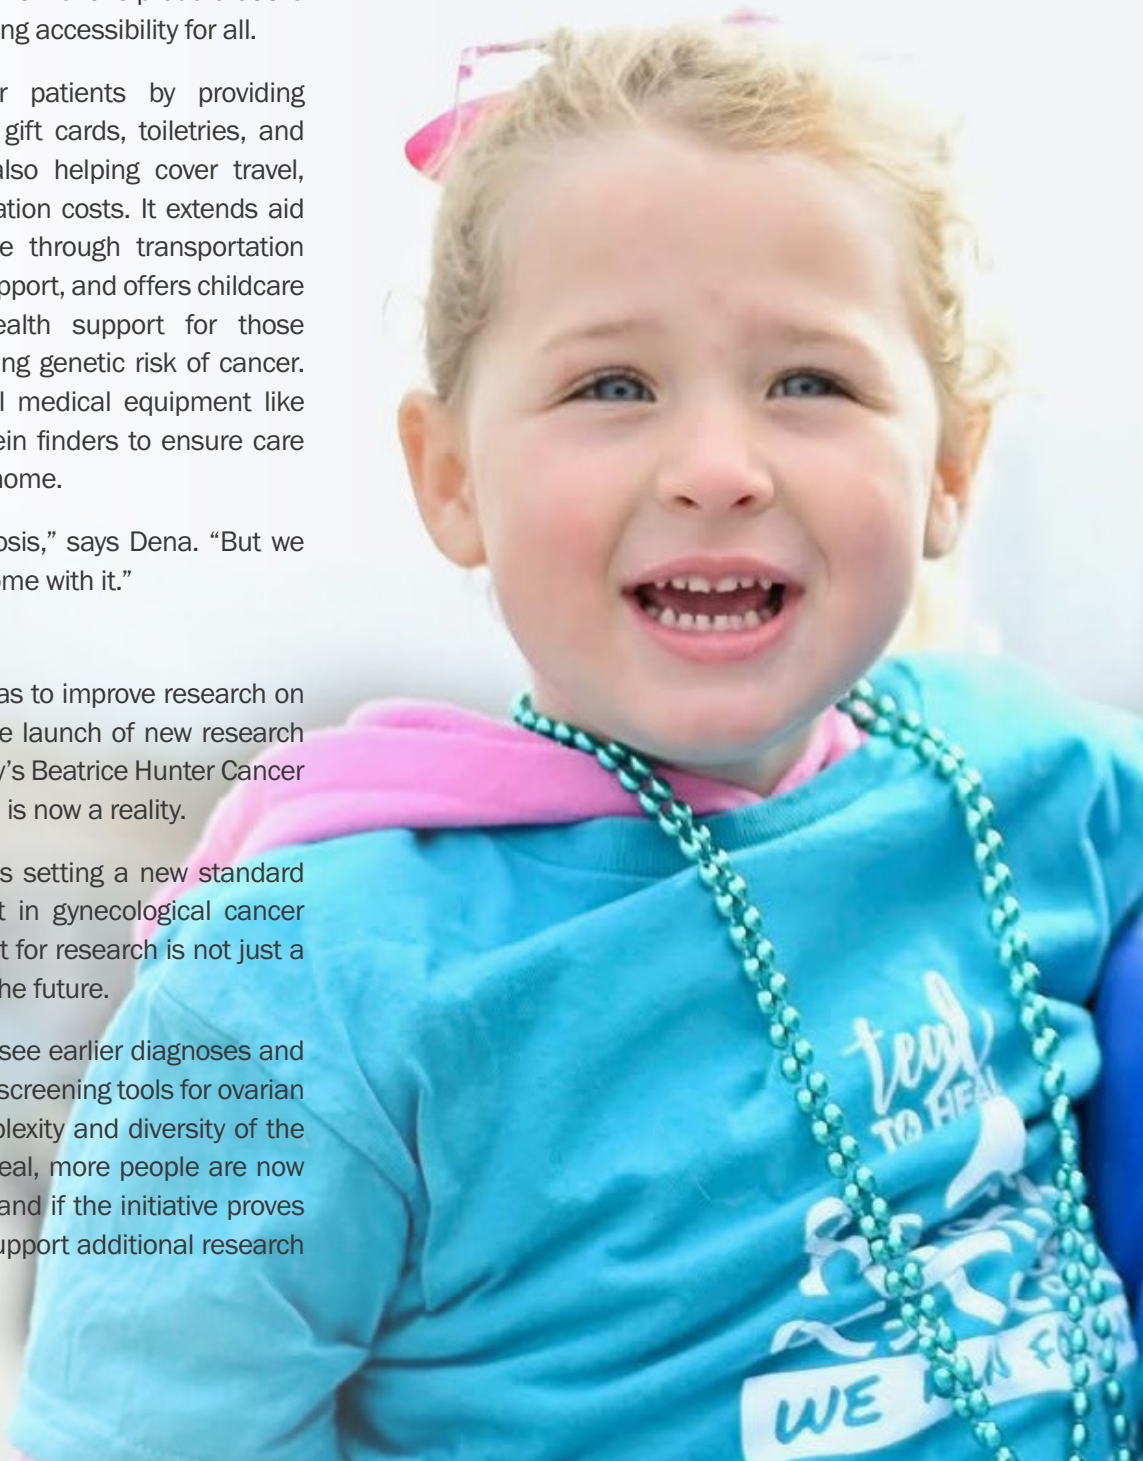 ng accessibility for all.
r patients by providing
gift cards, toiletries, and
also helping cover travel,
ation costs. It extends aid
e through transportation
pport, and offers childcare
ealth support for those
ng genetic risk of cancer.
l medical equipment like
ein finders to ensure care
home.
osis,” says Dena. “But we
ome with it.”
as to improve research on
e launch of new research
y’s Beatrice Hunter Cancer
is now a reality.
s setting a new standard
t in gynecological cancer
t for research is not just a
he future.
see earlier diagnoses and
screening tools for ovarian
plexity and diversity of the
eal, more people are now
and if the initiative proves
upport additional research
teal
TO HEAL
WE